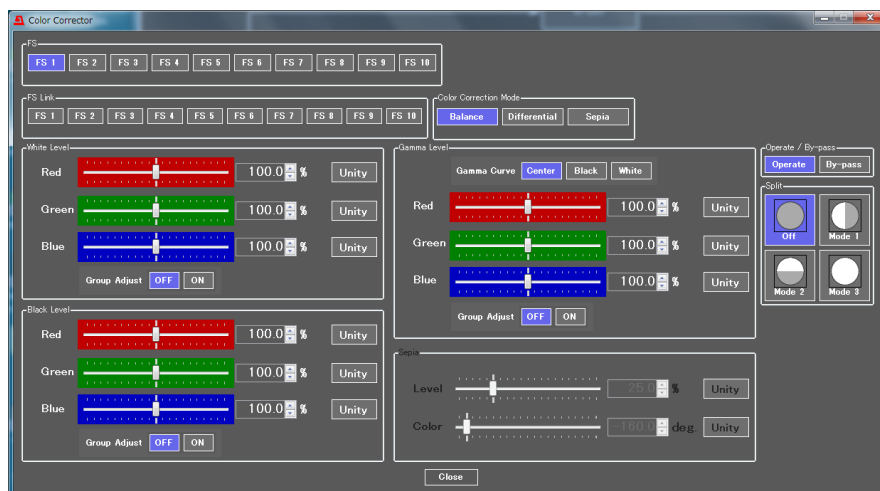 Color Corrector
FS
FS 1 FS 2 FS 3 FS 4 FS 5 FS 6 FS 7 FS 8 FS 9 FS 10
FS Link
FS 1 FS 2 FS 3 FS 4 FS 5 FS 6 FS 7 FS 8 FS 9 FS 10
Color Correction Mode
Balance Differential Sepia
White Level
Red 100.0 % Unity
Green 100.0 % Unity
Blue 100.0 % Unity
Group Adjust OFF ON
Black Level
Red 100.0 % Unity
Green 100.0 % Unity
Blue 100.0 % Unity
Group Adjust OFF ON
Gamma Level
Gamma Curve Center Black White
Red 100.0 % Unity
Green 100.0 % Unity
Blue 100.0 % Unity
Group Adjust OFF ON
Sepia
Level 25.0 % Unity
Color -160.0 deg. Unity
Operate / By-pass
Operate By-pass
Split
Off Mode 1
Mode 2 Mode 3
Close